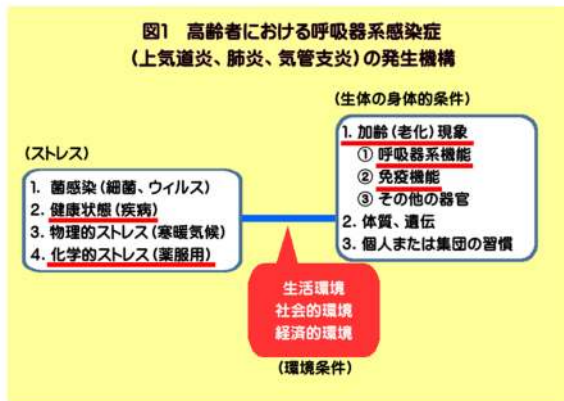 図1 高齢者における呼吸器系感染症
(上気道炎、肺炎、気管支炎)の発生機構
(ストレス)
1. 菌感染(細菌、ウィルス)
2. 健康状態(疾病)
3. 物理的ストレス(寒暖気候)
4. 化学的ストレス(薬服用)
(生体の身体的条件)
1. 加齢(老化)現象
① 呼吸器系機能
② 免疫機能
③ その他の器官
2. 体質、遺伝
3. 個人または集団の習慣
生活環境
社会的環境
経済的環境
(環境条件)